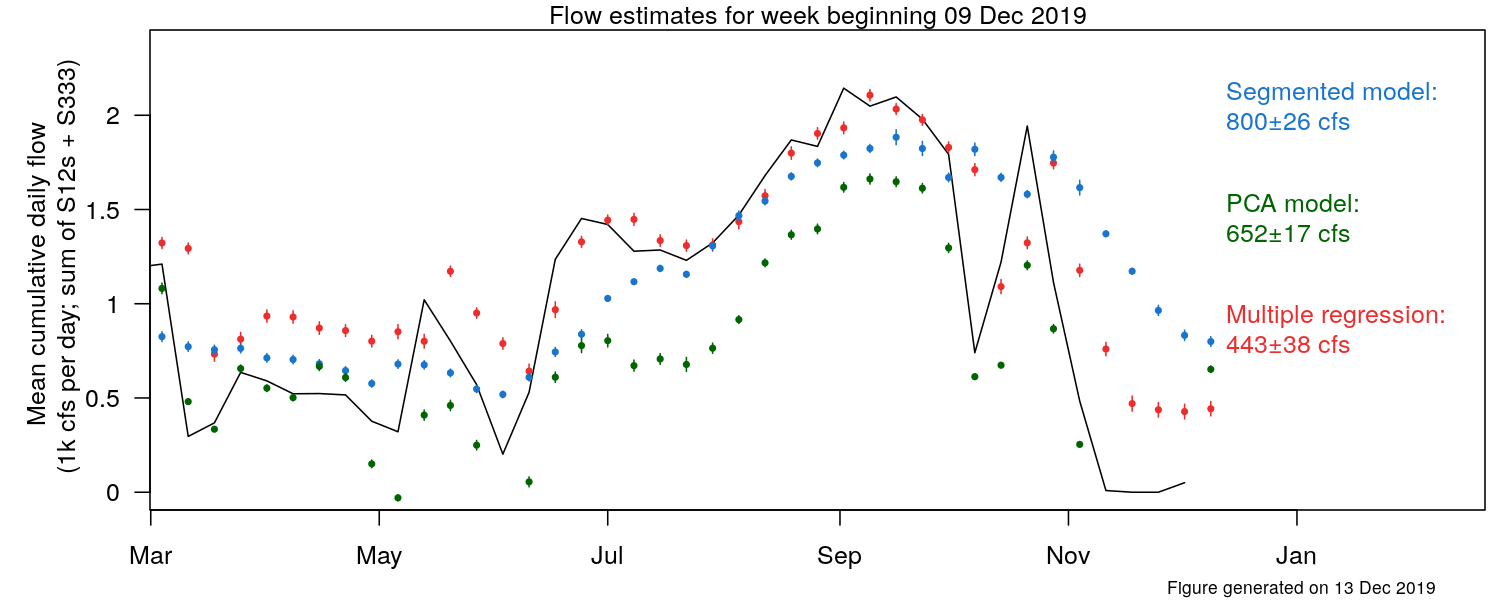 Flow estimates for week beginning 09 Dec 2019
Mean cumulative daily flow
(1k cfs per day; sum of S12s + S333)
2
1.5
1
0.5
0
Segmented model:
800±26 cfs
PCA model:
652±17 cfs
Multiple regression:
443±38 cfs
Mar May Jul Sep Nov Jan
Figure generated on 13 Dec 2019